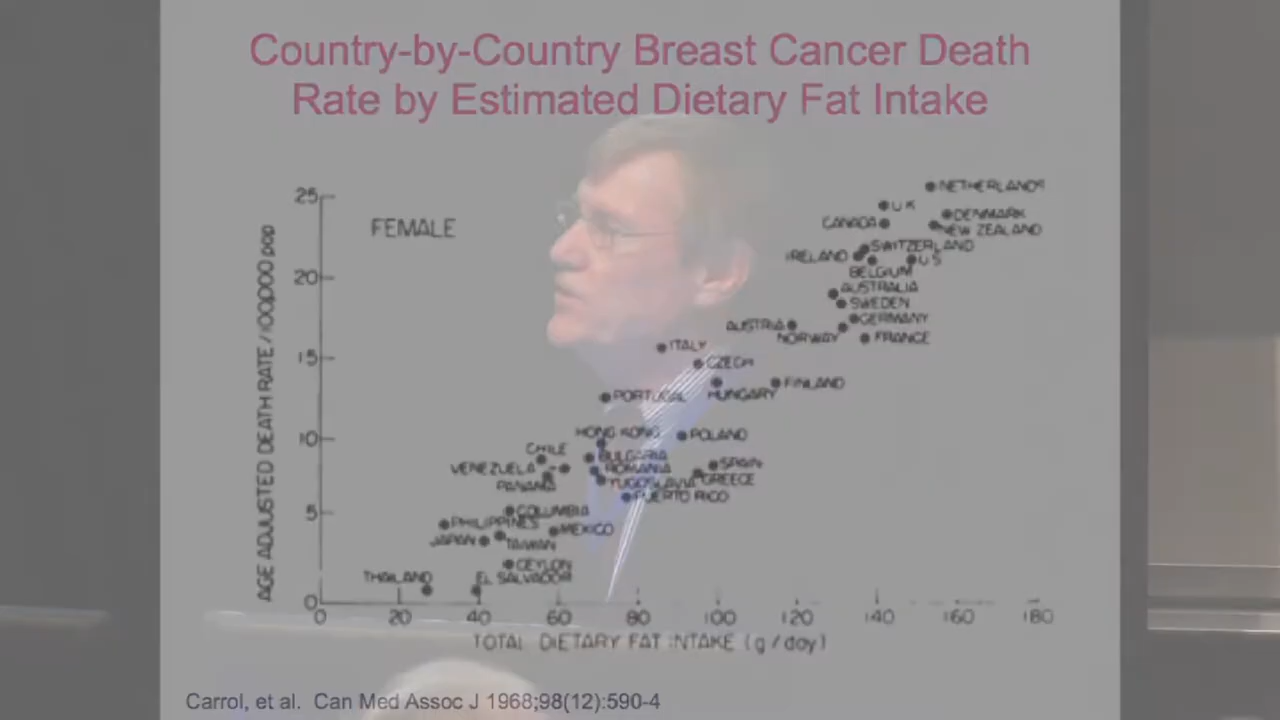 Country-by-Country Breast Cancer Death
Rate by Estimated Dietary Fat Intake
AGE ADJUSTED DEATH RATE/100,000 pop
25
20
15
10
5
0
FEMALE
NETHERLANDS
U K
DENMARK
CANADA
NEW ZEALAND
SWITZERLAND
IRELAND
U S
BELGIUM
AUSTRALIA
SWEDEN
GERMANY
AUSTRIA
NORWAY
FRANCE
ITALY
CZECH
FINLAND
HUNGARY
PORTUGAL
HONG KONG
POLAND
CHILE
BULGARIA
VENEZUELA
ROMANIA
SPAIN
PANAMA
YUGOSLAVIA
GREECE
PUERTO RICO
COLUMBIA
PHILIPPINES
MEXICO
JAPAN
TAIWAN
CEYLON
THAILAND
EL SALVADOR
0 20 40 60 80 100 120 140 160 180
TOTAL DIETARY FAT INTAKE (g/day)
Carrol, et al. Can Med Assoc J 1968;98(12):590-4